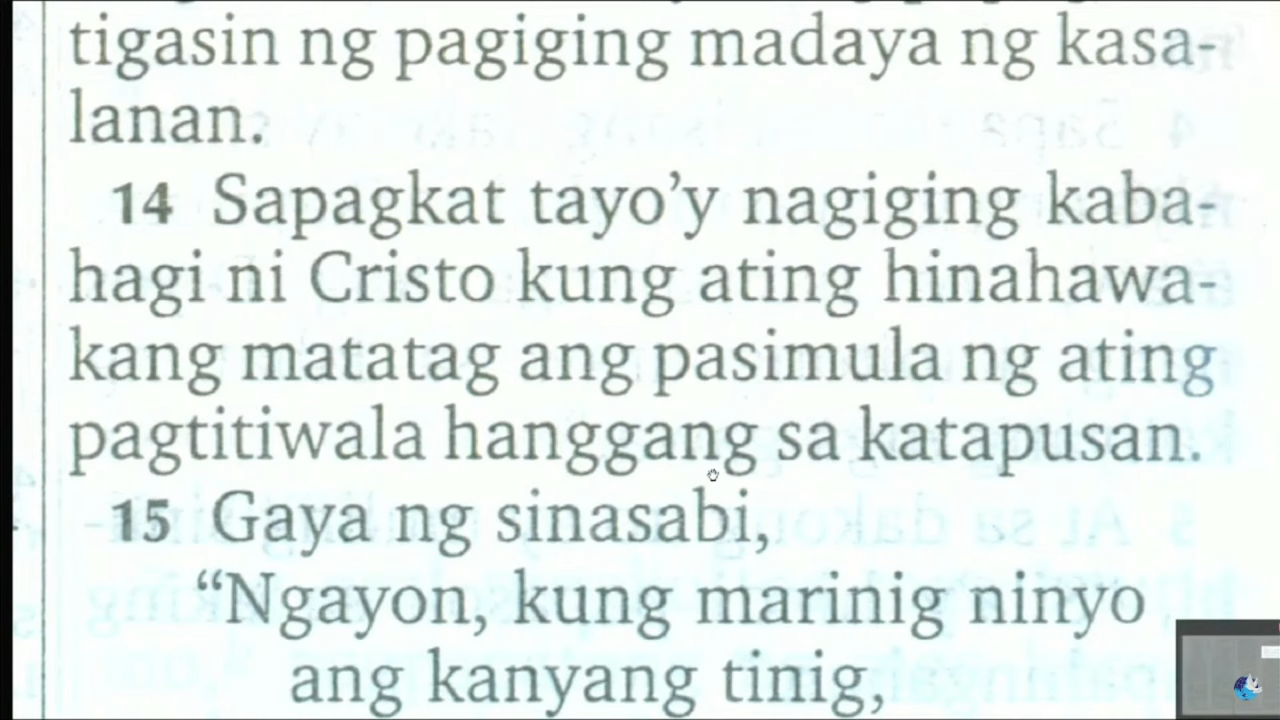 tigasin ng pagiging madaya ng kasa-
lanan.
14 Sapagkat tayo’y nagiging kaba-
hagi ni Cristo kung ating hinahawa-
kang matatag ang pasimula ng ating
pagtitiwala hanggang sa katapusan.
15 Gaya ng sinasabi,
“Ngayon, kung marinig ninyo
ang kanyang tinig,